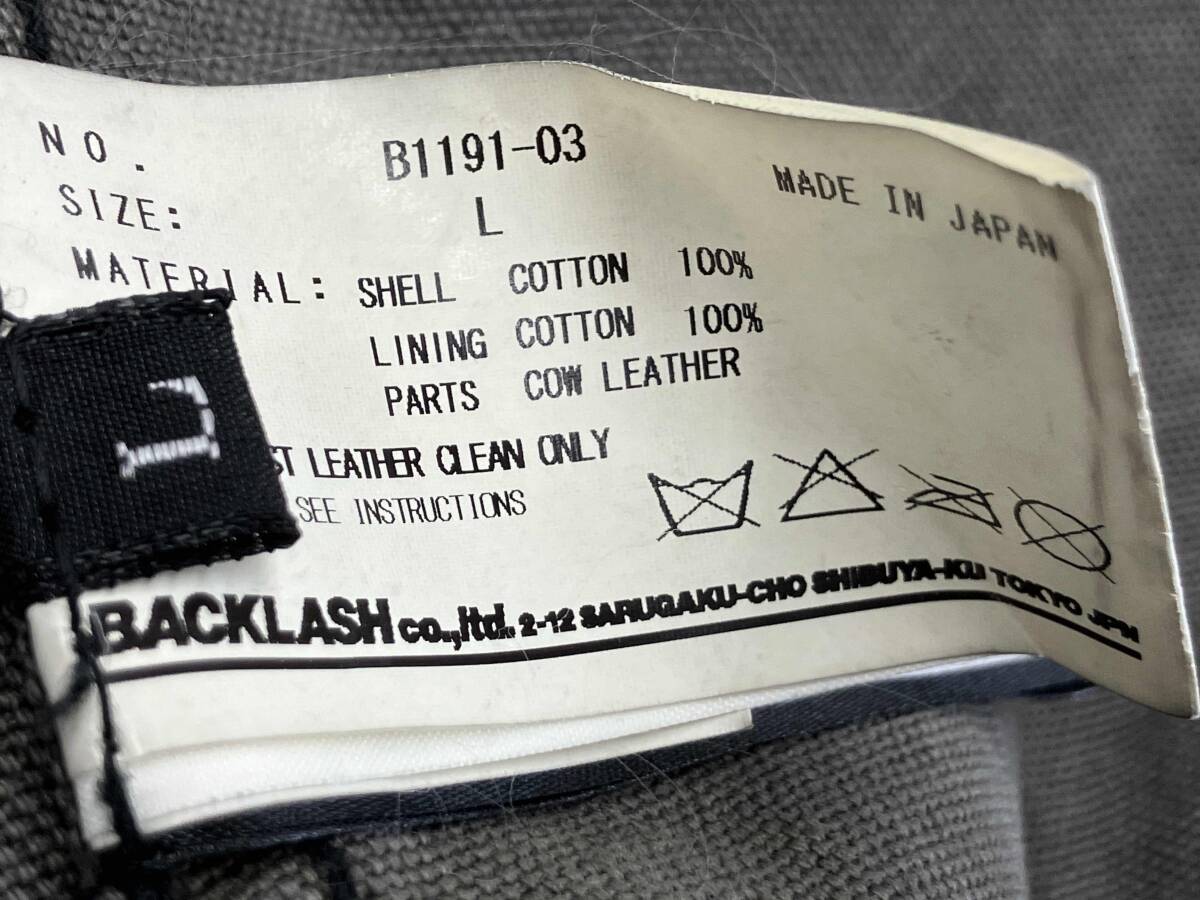 NO. B1191-03
SIZE: L
MADE IN JAPAN
MATERIAL: SHELL COTTON 100%
LINING COTTON 100%
PARTS COW LEATHER
LEATHER CLEAN ONLY
SEE INSTRUCTIONS
L
BACKLASH co.,ltd. 2-12 SARUGAKU-CHO SHIBUYA-KU TOKYO JPN